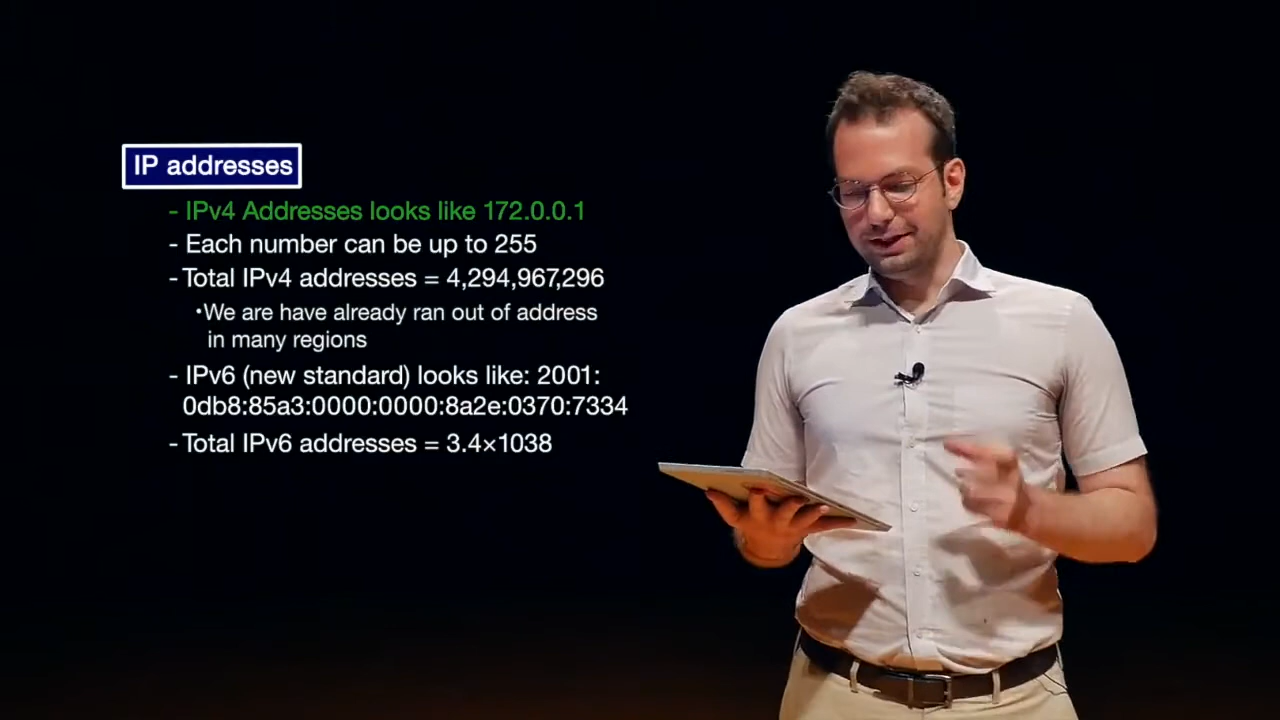 IP addresses
- IPv4 Addresses looks like 172.0.0.1
- Each number can be up to 255
- Total IPv4 addresses = 4,294,967,296
•We are have already ran out of address
in many regions
- IPv6 (new standard) looks like: 2001:
0db8:85a3:0000:0000:8a2e:0370:7334
- Total IPv6 addresses = 3.4×1038